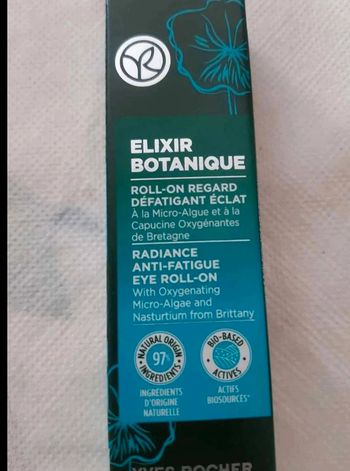 ELIXIR
BOTANIQUE
ROLL-ON REGARD
DÉFATIGANT ÉCLAT
À la Micro-Algue et à la
Capucine Oxygénantes
de Bretagne
RADIANCE
ANTI-FATIGUE
EYE ROLL-ON
With Oxygenating
Micro-Algae and
Nasturtium from Brittany
NATURAL ORIGIN
97%
INGREDIENTS
INGRÉDIENTS
D'ORIGINE
NATURELLE
BIO-BASED
ACTIVES
ACTIFS
BIOSOURCÉS*
YVES ROCHER